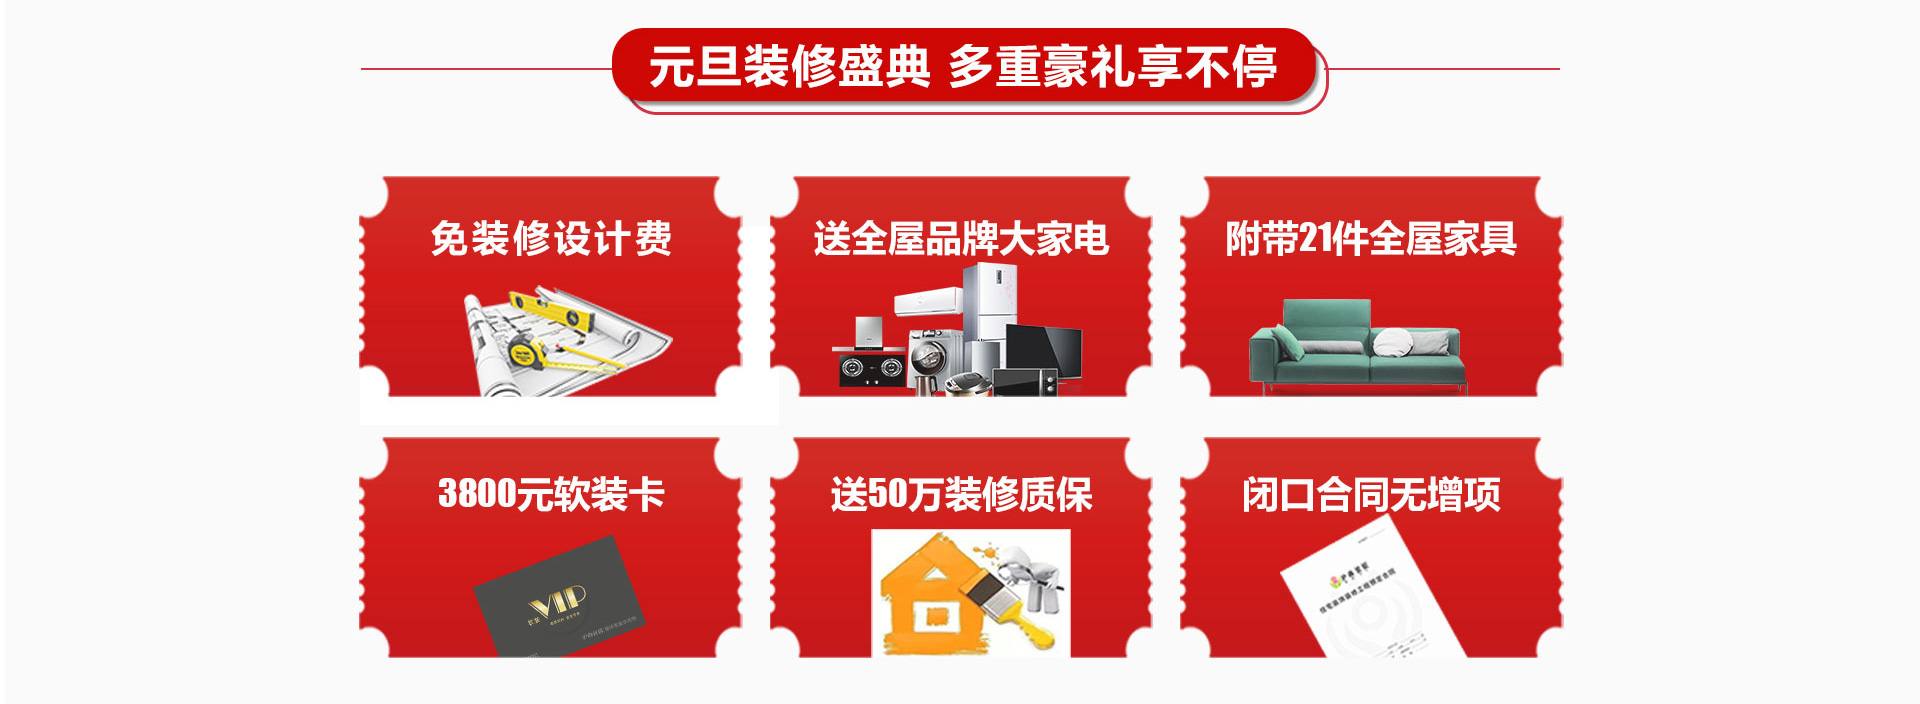 元旦装修盛典 多重豪礼享不停
免装修设计费
送全屋品牌大家电
附带21件全屋家具
3800元软装卡
送50万装修质保
闭口合同无增项
VIP